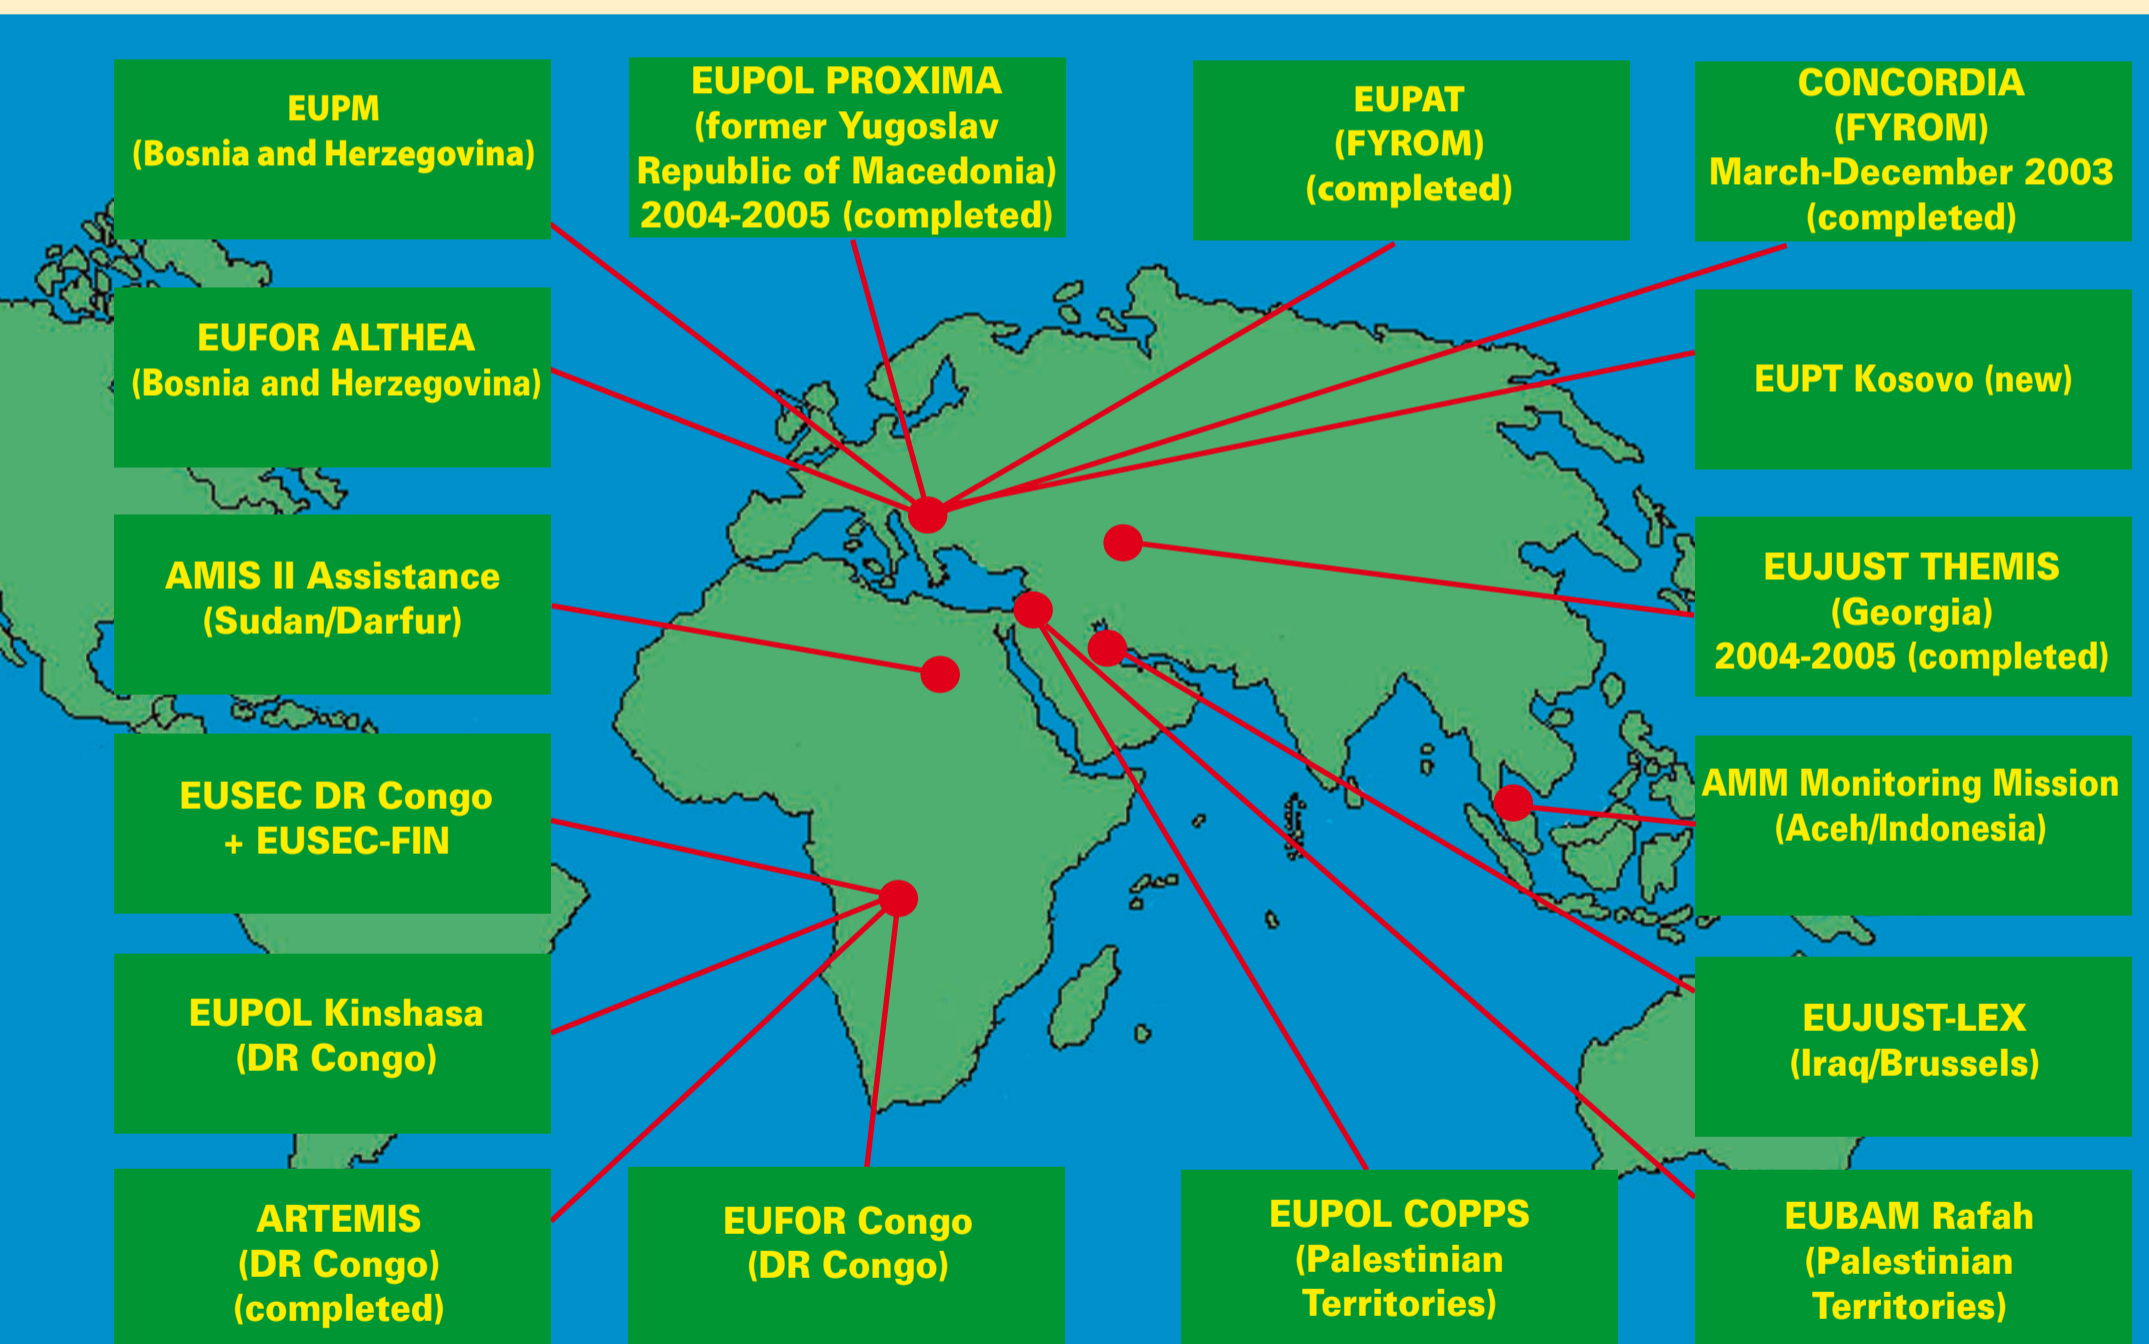 EUPM
(Bosnia and Herzegovina)
EUPOL PROXIMA
(former Yugoslav
Republic of Macedonia)
2004-2005 (completed)
EUPAT
(FYROM)
(completed)
CONCORDIA
(FYROM)
March-December 2003
(completed)
EUFOR ALTHEA
(Bosnia and Herzegovina)
EUPT Kosovo (new)
AMIS II Assistance
(Sudan/Darfur)
EUJUST THEMIS
(Georgia)
2004-2005 (completed)
EUSEC DR Congo
+ EUSEC-FIN
AMM Monitoring Mission
(Aceh/Indonesia)
EUPOL Kinshasa
(DR Congo)
EUJUST-LEX
(Iraq/Brussels)
ARTEMIS
(DR Congo)
(completed)
EUFOR Congo
(DR Congo)
EUPOL COPPS
(Palestinian
Territories)
EUBAM Rafah
(Palestinian
Territories)